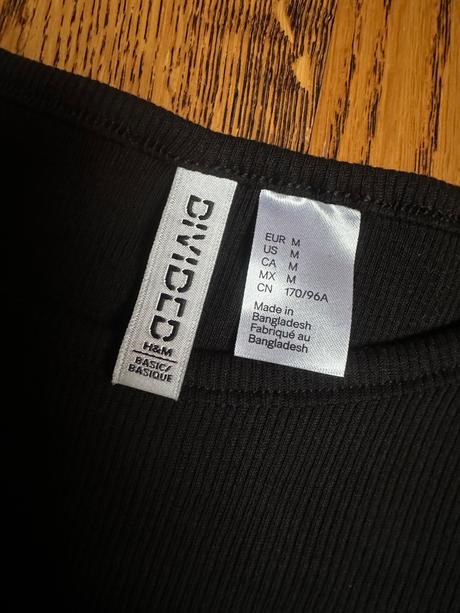 DIVIDED
H&M
BASIC/
BASIQUE
EUR M
US M
CA M
MX M
CN 170/96A
Made in
Bangladesh
Fabriqué au
Bangladesh